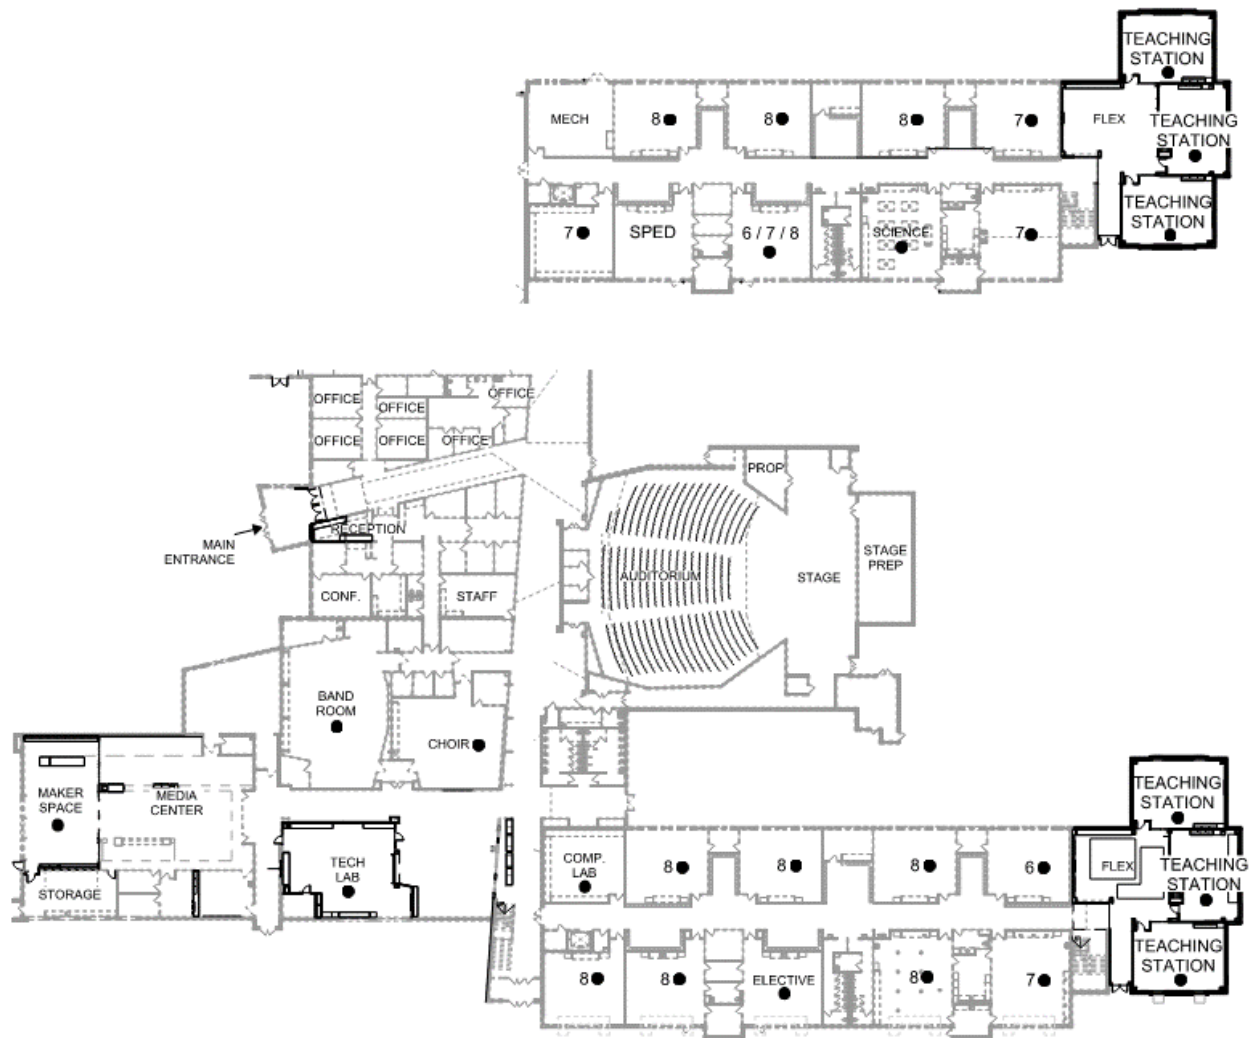 TEACHING
STATION
MECH
8
8
8
7
FLEX
TEACHING
STATION
7
SPED
6 / 7 / 8
SCIENCE
7
TEACHING
STATION
OFFICE
OFFICE
OFFICE
OFFICE
OFFICE
OFFICE
PROP
MAIN
ENTRANCE
RECEPTION
AUDITORIUM
STAGE
STAGE
PREP
CONF.
STAFF
BAND
ROOM
CHOIR
MAKER
SPACE
MEDIA
CENTER
TEACHING
STATION
TECH
LAB
COMP.
LAB
8
8
8
6
FLEX
TEACHING
STATION
STORAGE
8
8
ELECTIVE
8
7
TEACHING
STATION